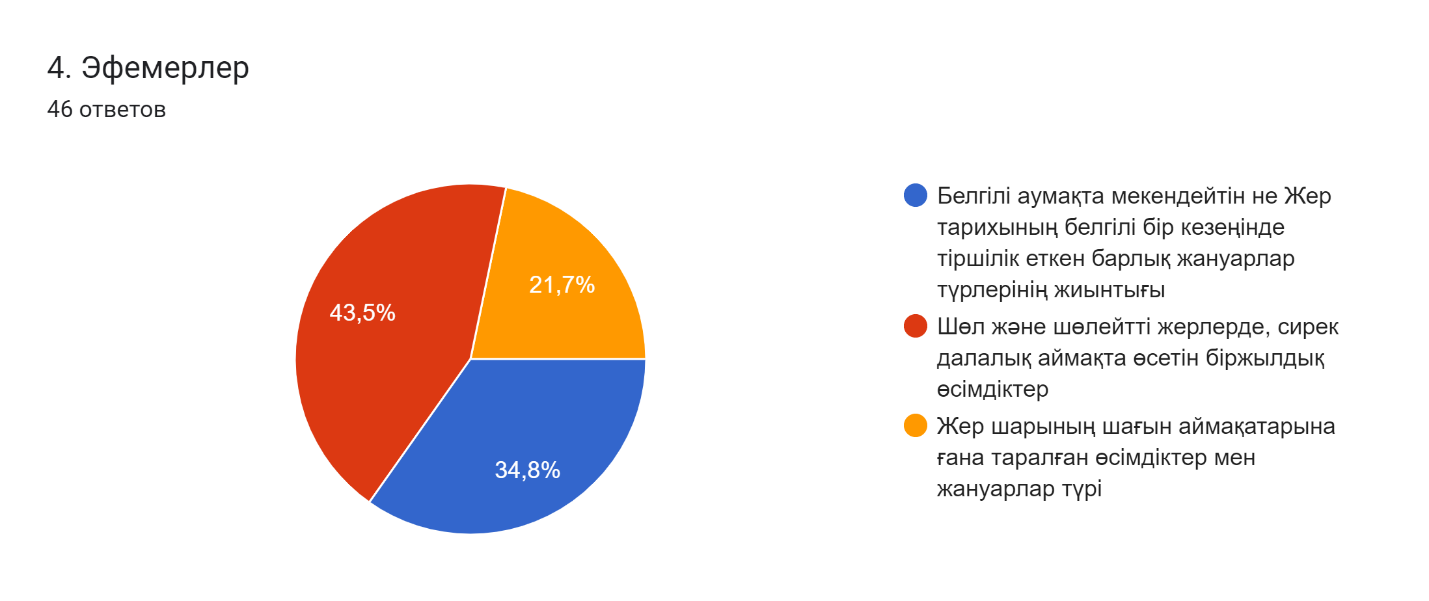 4. Эфемерлер
46 ответов
43,5%
21,7%
34,8%
Белгілі аумақта мекендейтін не Жер
тарихының белгілі бір кезеңінде
тіршілік еткен барлық жануарлар
түрлерінің жиынтығы
Шөл және шөлейтті жерлерде, сирек
далалық аймақта өсетін біржылдық
өсімдіктер
Жер шарының шағын аймақатарына
ғана таралған өсімдіктер мен
жануарлар түрі